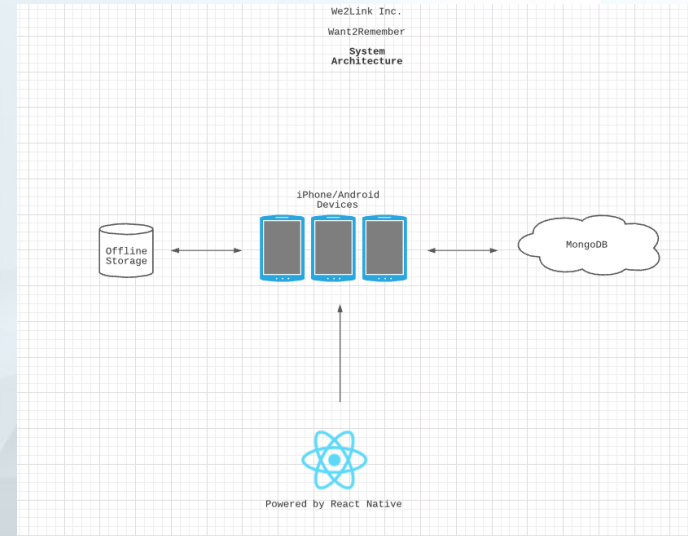 We2Link Inc.
Want2Remember
System
Architecture
iPhone/Android
Devices
Offline
Storage
MongoDB
Powered by React Native